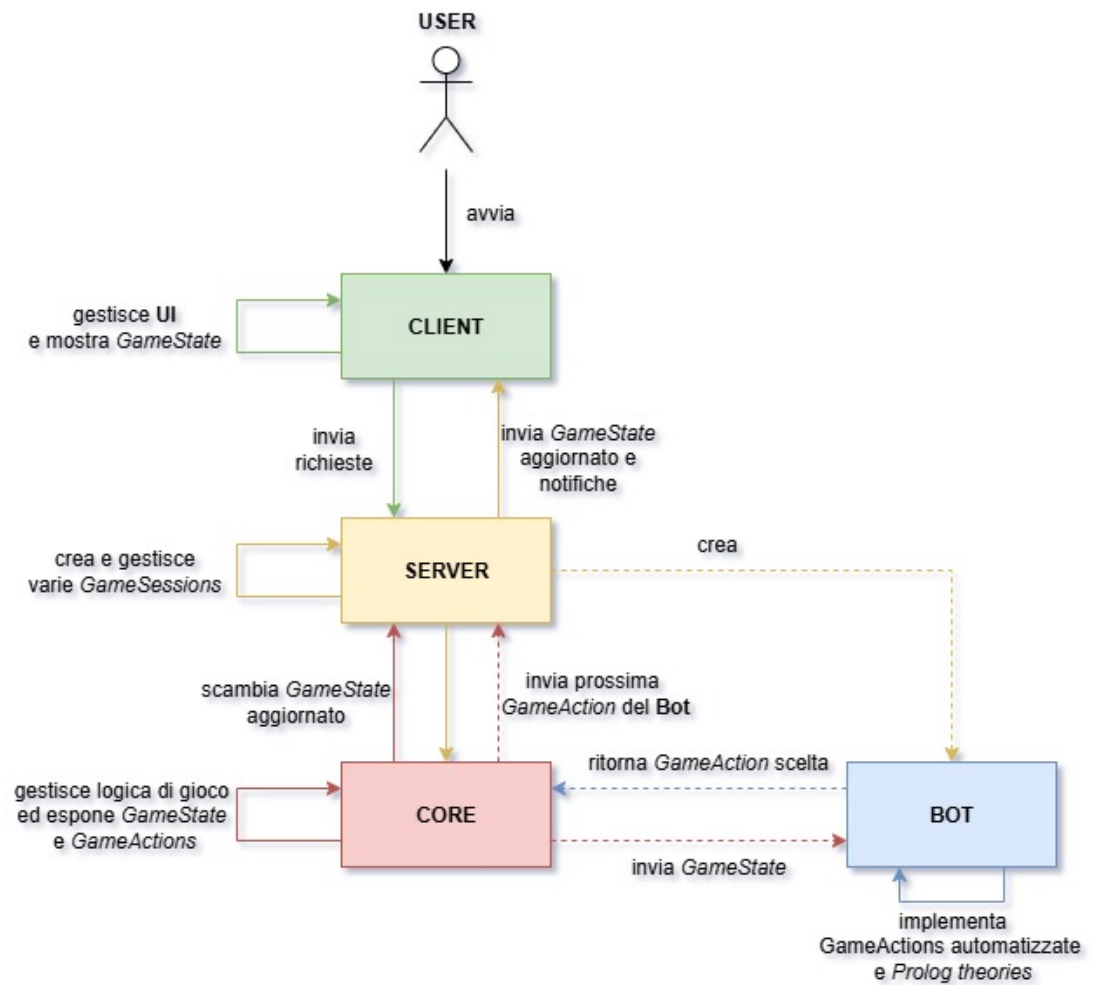 USER
avvia
gestisce UI
e mostra GameState
CLIENT
invia
richieste
invia GameState
aggiornato e
notifiche
crea e gestisce
varie GameSessions
SERVER
crea
scambia GameState
aggiornato
invia prossima
GameAction del Bot
gestisce logica di gioco
ed espone GameState
e GameActions
CORE
ritorna GameAction scelta
BOT
invia GameState
implementa
GameActions automatizzate
e Prolog theories